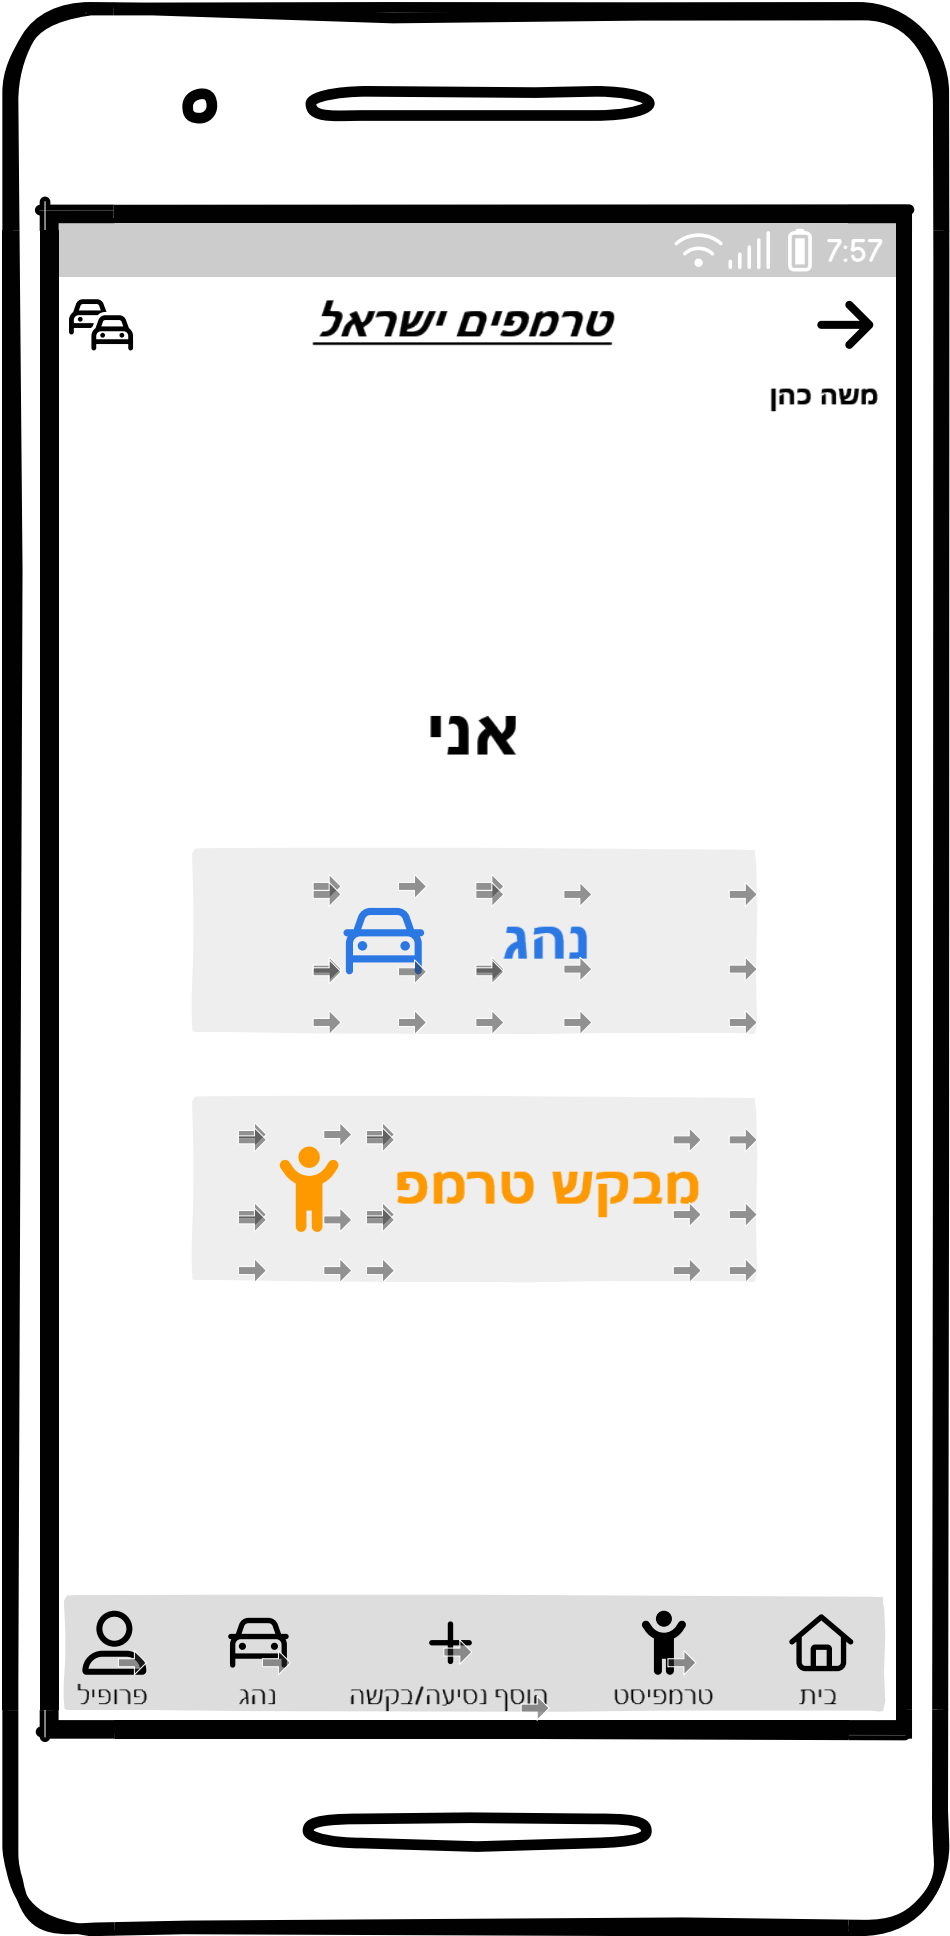 7:57
טרמפים ישראל
משה כהן
אני
נהג
מבקש טרמפ
בית
טרמפיסט
הוסף נסיעה/בקשה
נהג
פרופיל